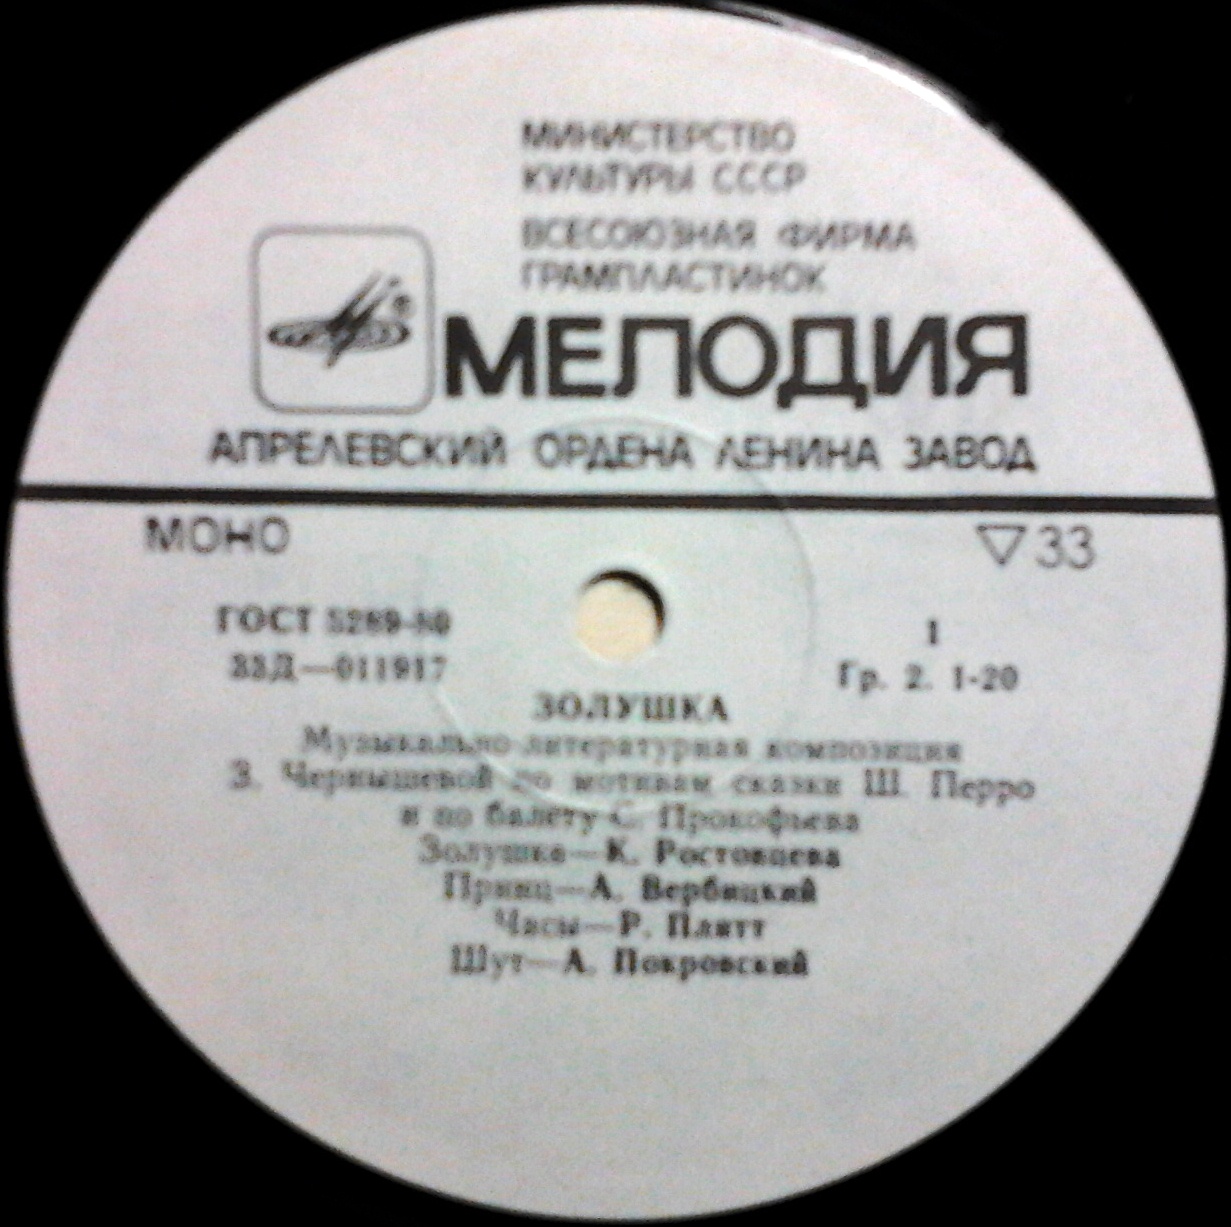 МИНИСТЕРСТВО
КУЛЬТУРЫ СССР
ВСЕСОЮЗНАЯ ФИРМА
ГРАМПЛАСТИНОК
МЕЛОДИЯ
АПРЕЛЕВСКИЙ ОРДЕНА ЛЕНИНА ЗАВОД
МОНО ▽33
ГОСТ 5289-80 1
33Д—011917 Гр. 2. 1-20
ЗОЛУШКА
Музыкально-литературная композиция
З. Чернышевой по мотивам сказки Ш. Перро
и по балету С. Прокофьева
Золушка—К. Ростовцева
Принц—А. Вербицкий
Часы—Р. Плятт
Шут—А. Покровский